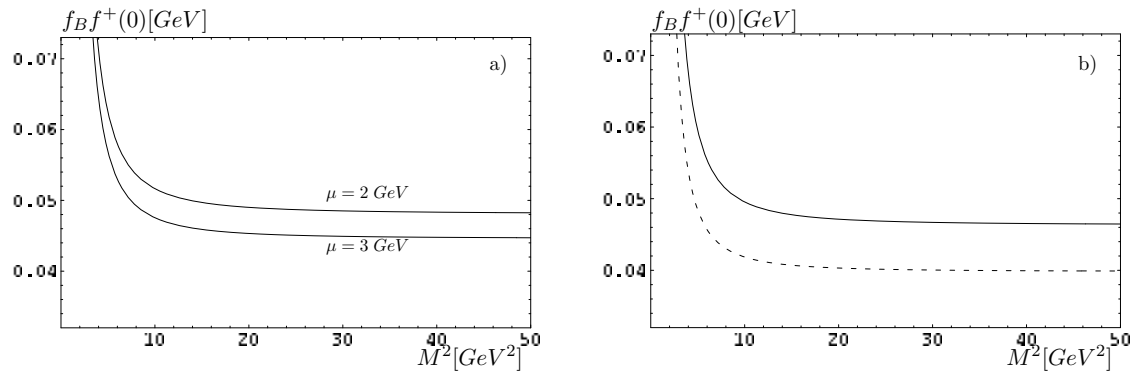 f_B f^+(0)[GeV]
a)
0.07
0.06
0.05
0.04
μ = 2 GeV
μ = 3 GeV
10 20 30 40 50
M^2[GeV^2]
f_B f^+(0)[GeV]
b)
0.07
0.06
0.05
0.04
10 20 30 40 50
M^2[GeV^2]